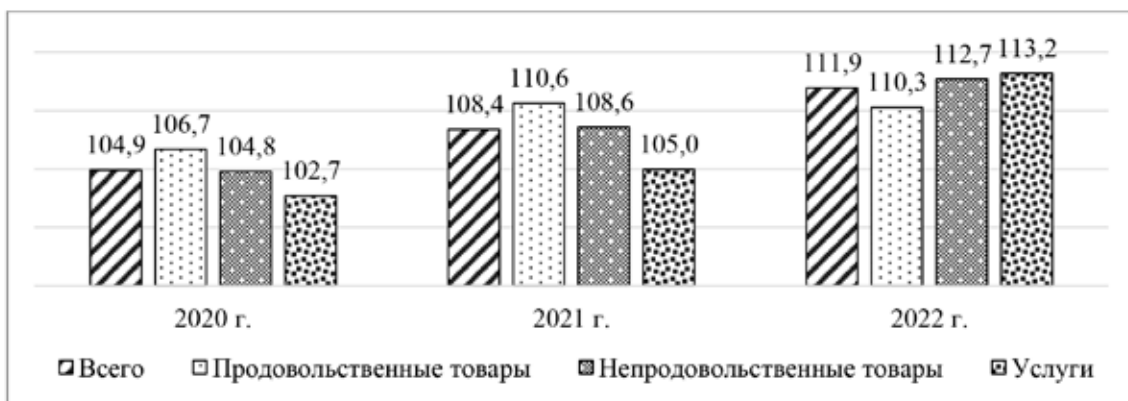 104,9 106,7 104,8 102,7 108,4 110,6 108,6 105,0 111,9 110,3 112,7 113,2
2020 г. 2021 г. 2022 г.
Всего Продовольственные товары Непродовольственные товары Услуги